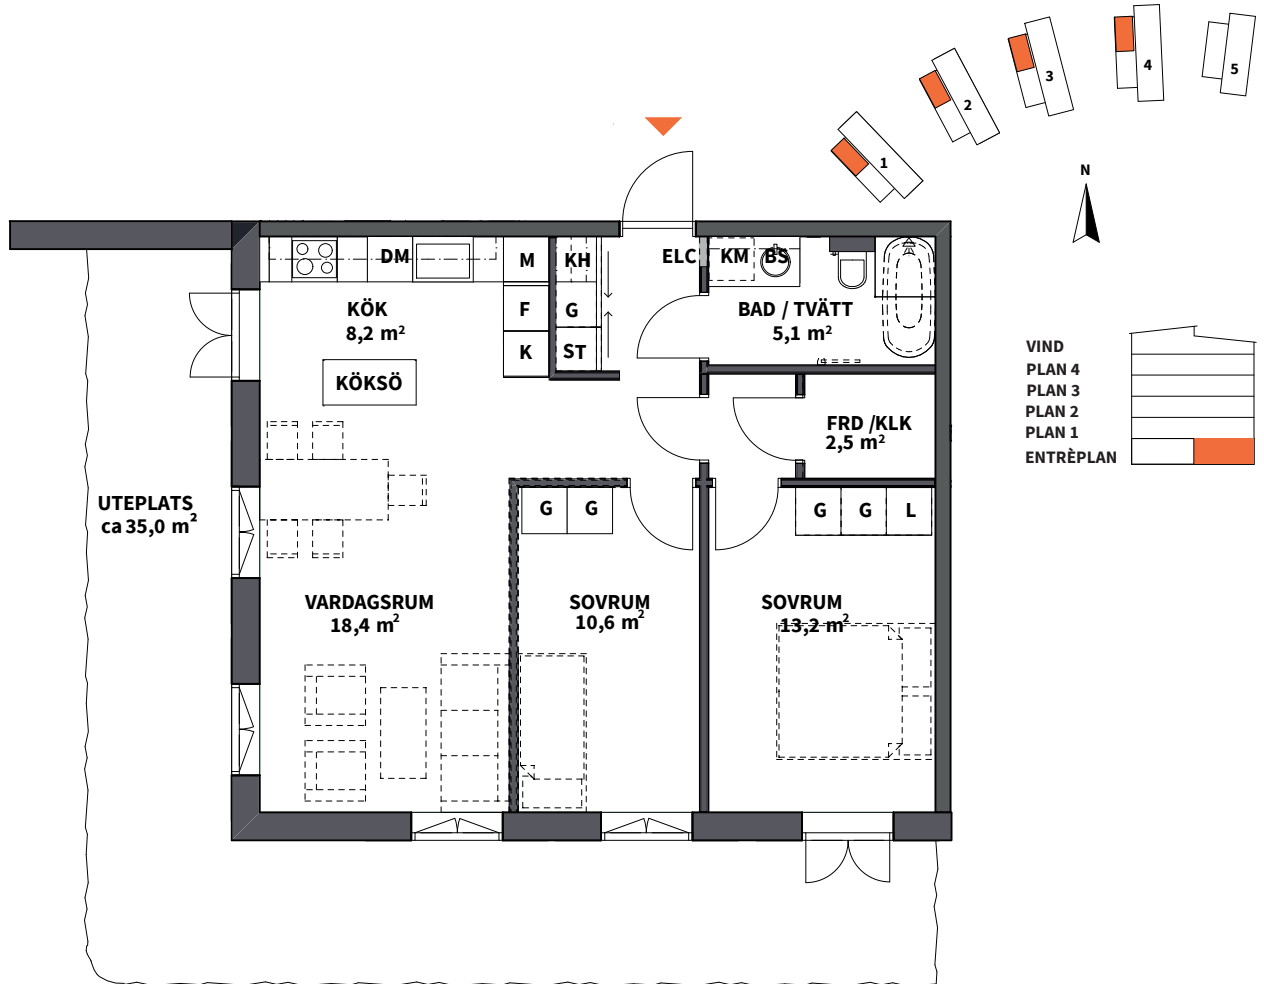 1
2
3
4
5
N
DM
M
KH
ELC
KM
BS
F
G
K
ST
KÖK
8,2 m²
KÖKSÖ
BAD / TVÄTT
5,1 m²
FRD /KLK
2,5 m²
VIND
PLAN 4
PLAN 3
PLAN 2
PLAN 1
ENTRÈPLAN
UTEPLATS
ca 35,0 m²
G G
G G L
VARDAGSRUM
18,4 m²
SOVRUM
10,6 m²
SOVRUM
13,2 m²